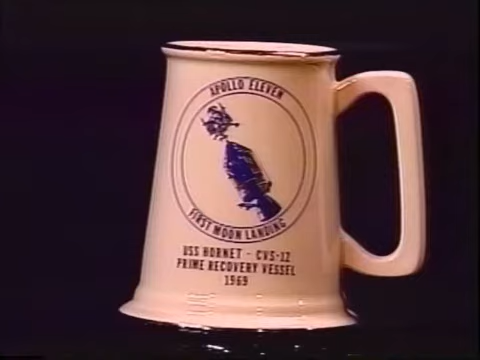 APOLLO ELEVEN
FIRST MOON LANDING
USS HORNET - CVS-12
PRIME RECOVERY VESSEL
1969